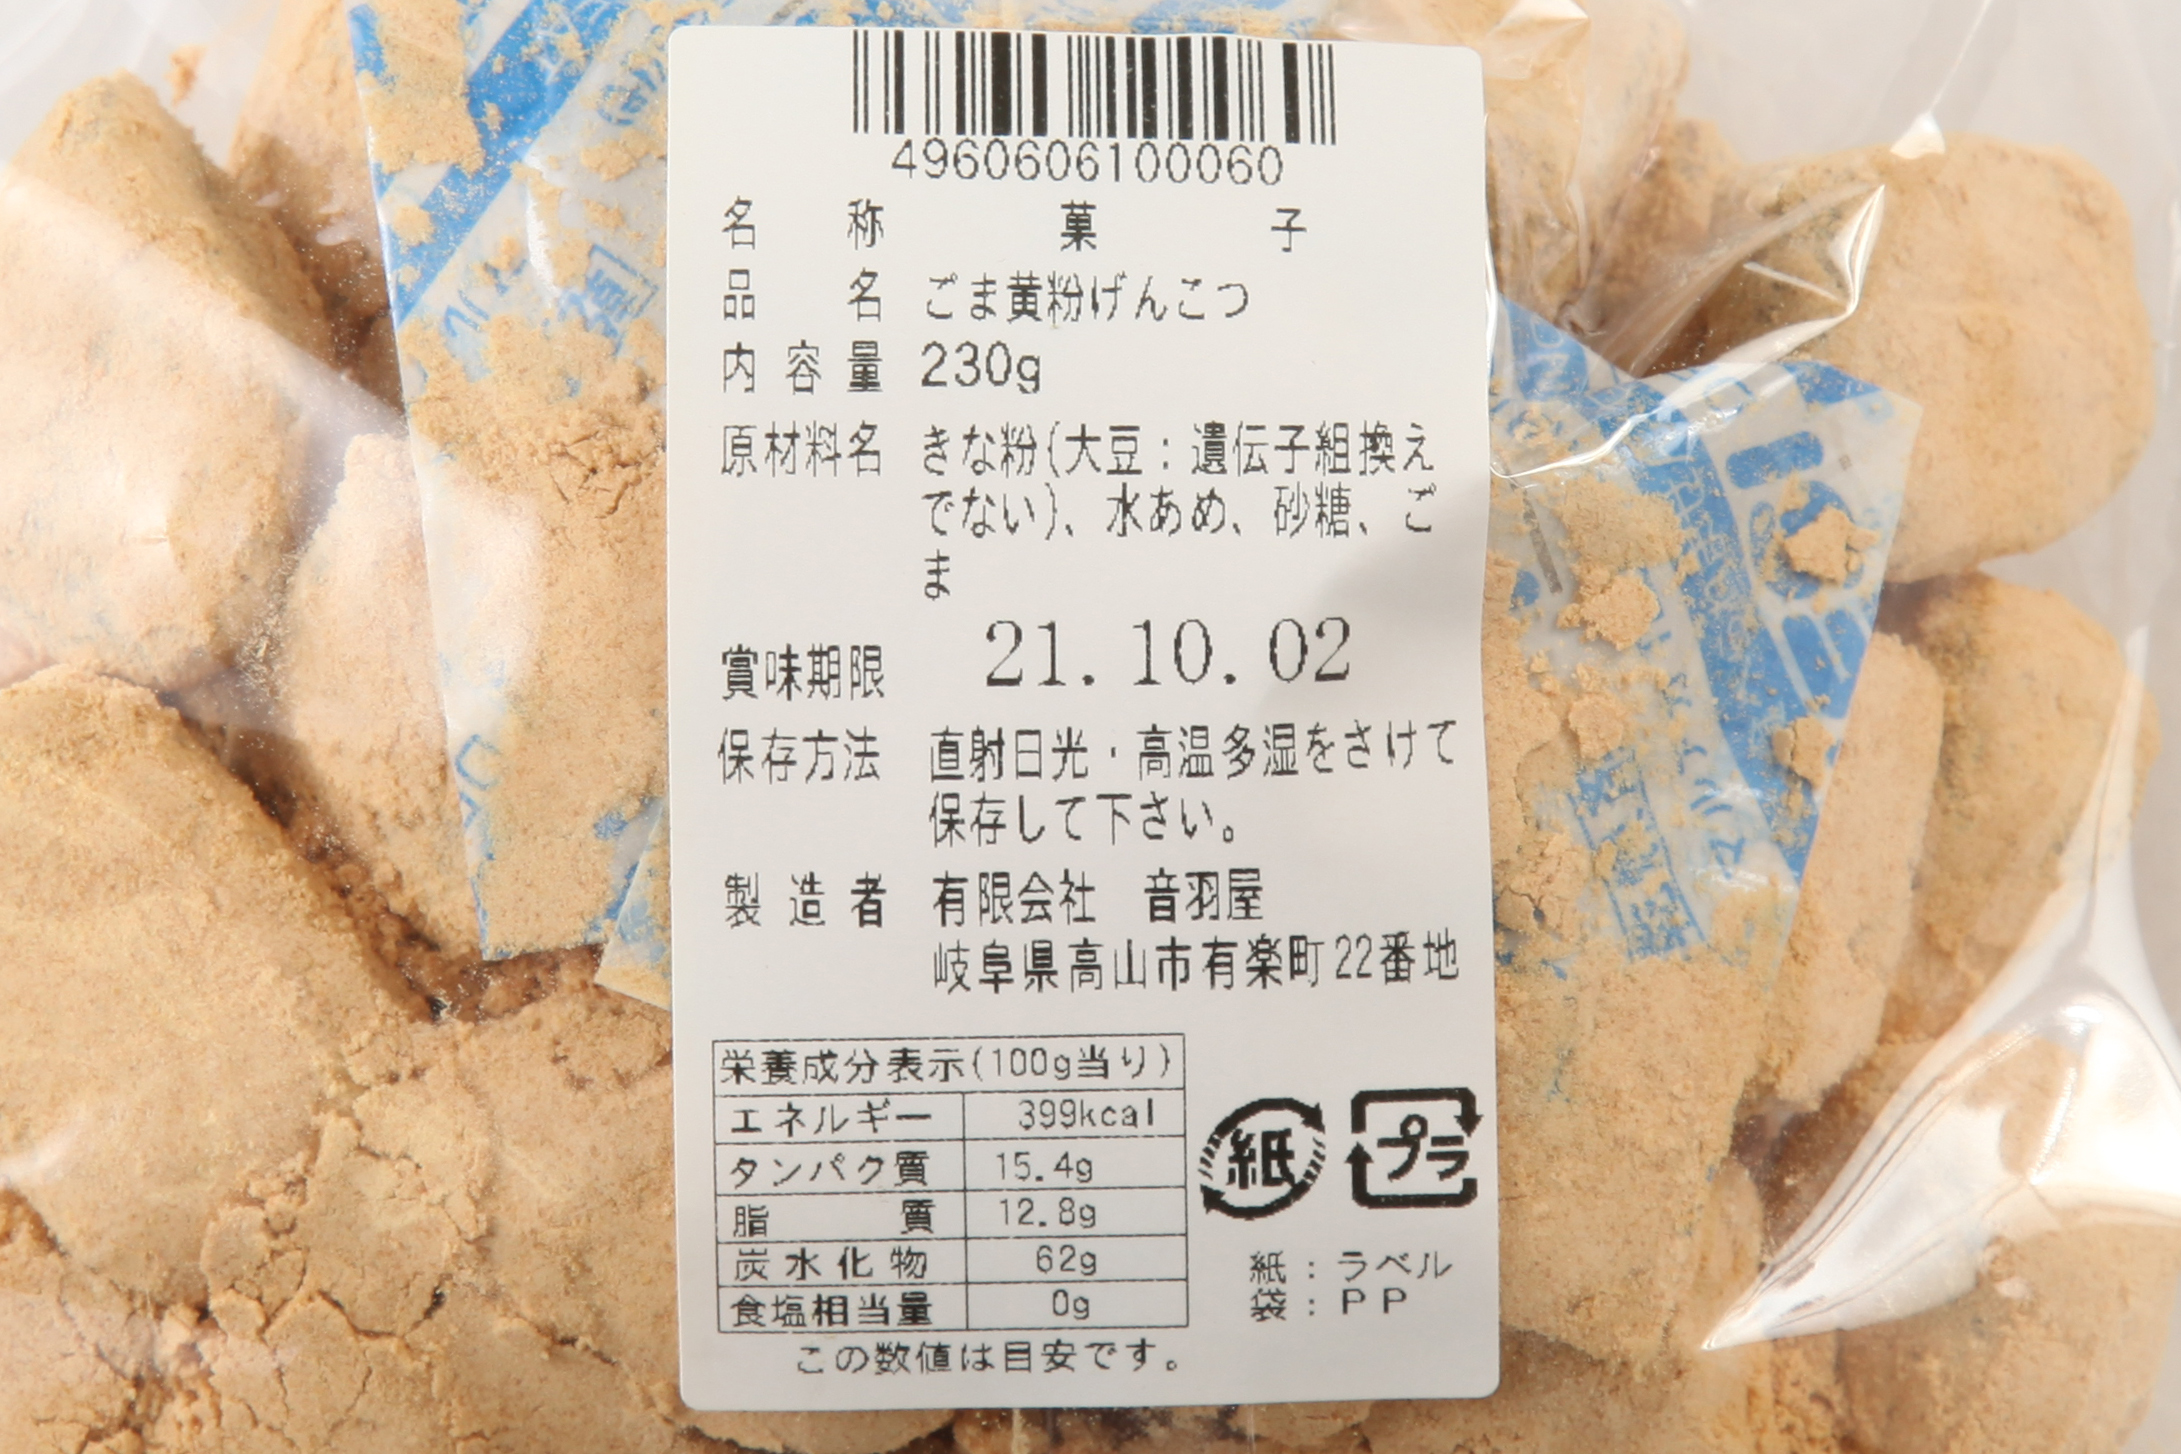 4960606100060
名称 菓子
品名 ごま黄粉げんこつ
内容量 230g
原材料名 きな粉(大豆：遺伝子組換え
でない)、水あめ、砂糖、ご
ま
賞味期限 21.10.02
保存方法 直射日光・高温多湿をさけて
保存して下さい。
製造者 有限会社 音羽屋
岐阜県高山市有楽町22番地
栄養成分表示(100g当り)
エネルギー 399kcal
タンパク質 15.4g
脂質 12.8g
炭水化物 62g
食塩相当量 0g
この数値は目安です。
紙
プラ
紙：ラベル
袋：PP